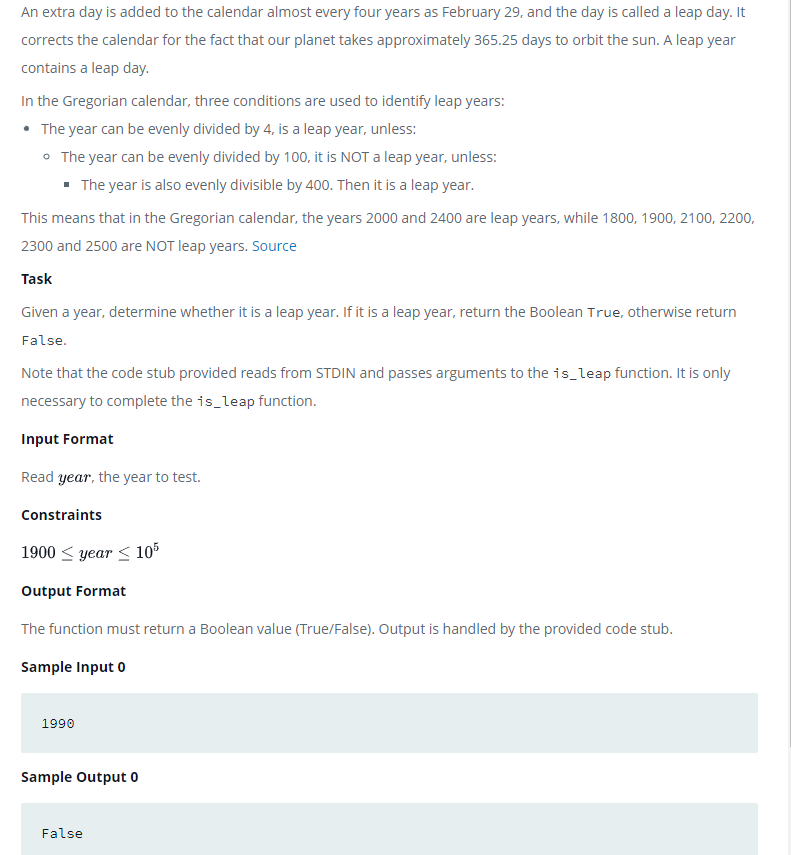 An extra day is added to the calendar almost every four years as February 29, and the day is called a leap day. It
corrects the calendar for the fact that our planet takes approximately 365.25 days to orbit the sun. A leap year
contains a leap day.
In the Gregorian calendar, three conditions are used to identify leap years:
• The year can be evenly divided by 4, is a leap year, unless:
◦ The year can be evenly divided by 100, it is NOT a leap year, unless:
▪ The year is also evenly divisible by 400. Then it is a leap year.
This means that in the Gregorian calendar, the years 2000 and 2400 are leap years, while 1800, 1900, 2100, 2200,
2300 and 2500 are NOT leap years. Source
Task
Given a year, determine whether it is a leap year. If it is a leap year, return the Boolean True, otherwise return
False.
Note that the code stub provided reads from STDIN and passes arguments to the is_leap function. It is only
necessary to complete the is_leap function.
Input Format
Read year, the year to test.
Constraints
1900 ≤ year ≤ 10⁵
Output Format
The function must return a Boolean value (True/False). Output is handled by the provided code stub.
Sample Input 0
1990
Sample Output 0
False